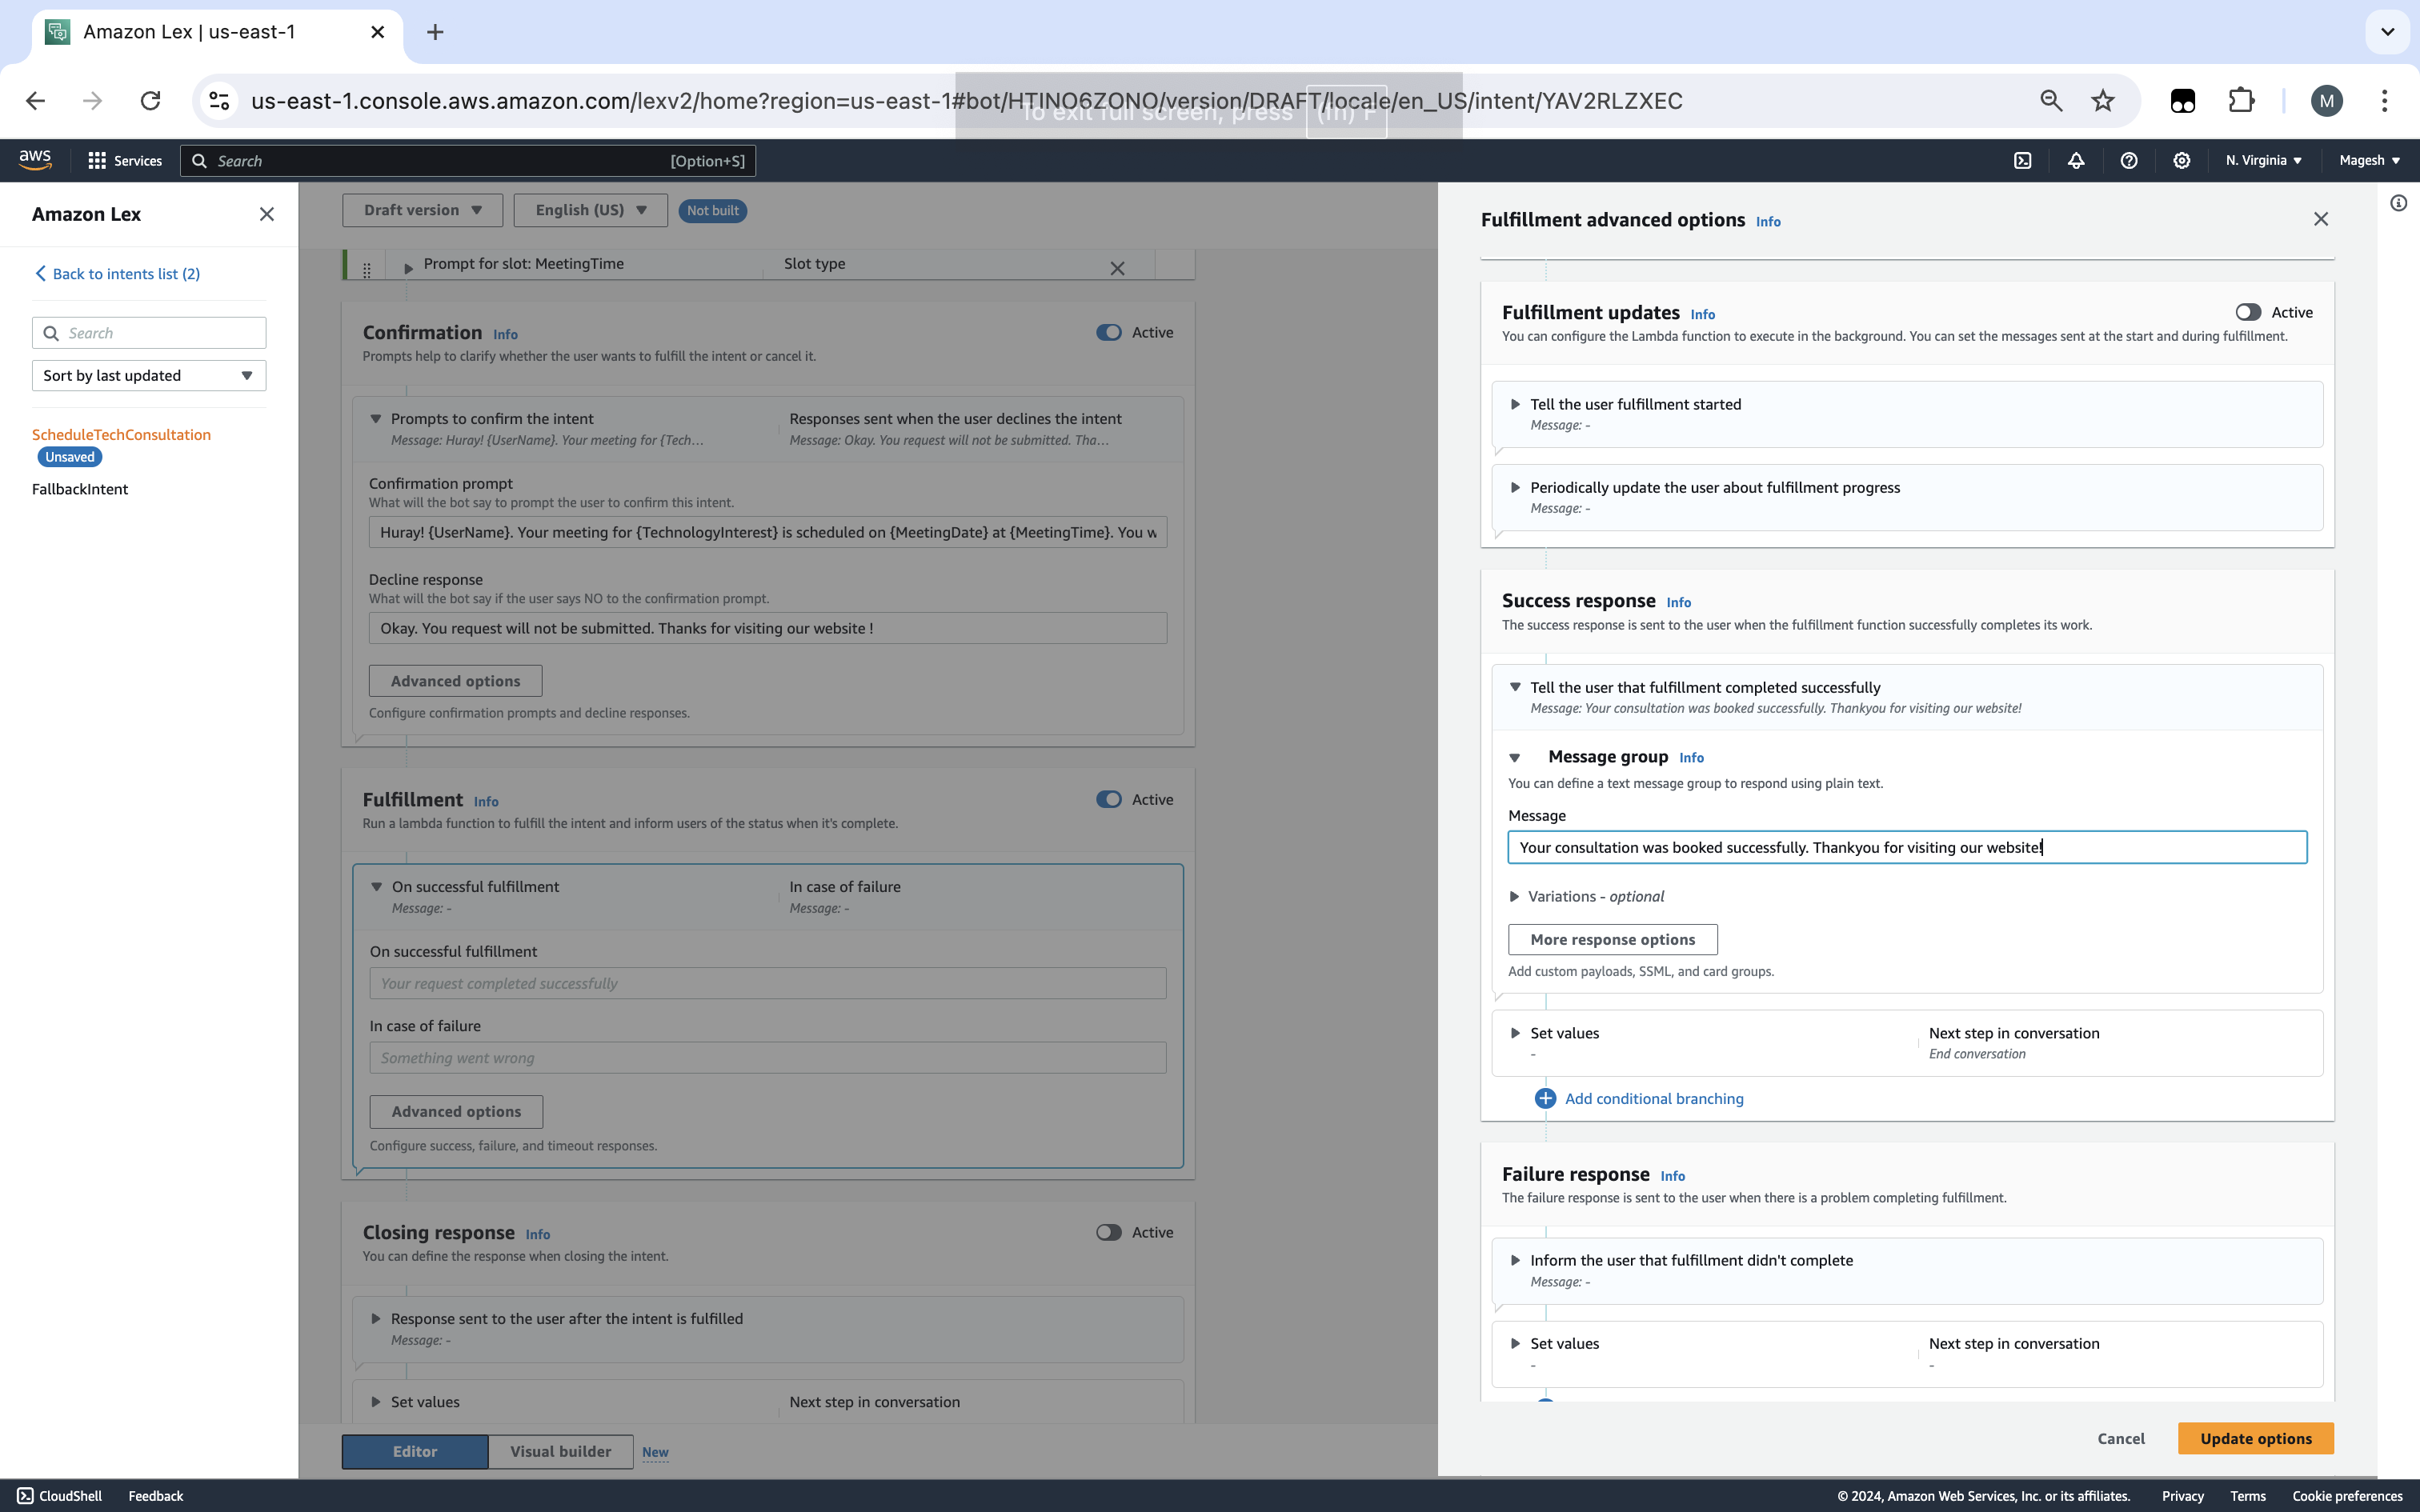 Amazon Lex | us-east-1
us-east-1.console.aws.amazon.com/lexv2/home?region=us-east-1#bot/HTINO6ZONO/version/DRAFT/locale/en_US/intent/YAV2RLZXEC
To exit full screen, press (fn) F
M
aws
Services
Search
[Option+S]
N. Virginia
Magesh
Amazon Lex
Back to intents list (2)
Search
Sort by last updated
ScheduleTechConsultation
Unsaved
FallbackIntent
Draft version
English (US)
Not built
Prompt for slot: MeetingTime
Slot type
Confirmation Info
Active
Prompts help to clarify whether the user wants to fulfill the intent or cancel it.
Prompts to confirm the intent
Message: Huray! {UserName}. Your meeting for {Tech...
Responses sent when the user declines the intent
Message: Okay. You request will not be submitted. Tha...
Confirmation prompt
What will the bot say to prompt the user to confirm this intent.
Huray! {UserName}. Your meeting for {TechnologyInterest} is scheduled on {MeetingDate} at {MeetingTime}. You w
Decline response
What will the bot say if the user says NO to the confirmation prompt.
Okay. You request will not be submitted. Thanks for visiting our website !
Advanced options
Configure confirmation prompts and decline responses.
Fulfillment Info
Active
Run a lambda function to fulfill the intent and inform users of the status when it's complete.
On successful fulfillment
Message: -
In case of failure
Message: -
On successful fulfillment
Your request completed successfully
In case of failure
Something went wrong
Advanced options
Configure success, failure, and timeout responses.
Closing response Info
Active
You can define the response when closing the intent.
Response sent to the user after the intent is fulfilled
Message: -
Set values
Next step in conversation
Editor
Visual builder
New
Fulfillment advanced options Info
Fulfillment updates Info
Active
You can configure the Lambda function to execute in the background. You can set the messages sent at the start and during fulfillment.
Tell the user fulfillment started
Message: -
Periodically update the user about fulfillment progress
Message: -
Success response Info
The success response is sent to the user when the fulfillment function successfully completes its work.
Tell the user that fulfillment completed successfully
Message: Your consultation was booked successfully. Thankyou for visiting our website!
Message group Info
You can define a text message group to respond using plain text.
Message
Your consultation was booked successfully. Thankyou for visiting our website!
Variations - optional
More response options
Add custom payloads, SSML, and card groups.
Set values
-
Next step in conversation
End conversation
Add conditional branching
Failure response Info
The failure response is sent to the user when there is a problem completing fulfillment.
Inform the user that fulfillment didn't complete
Message: -
Set values
-
Next step in conversation
-
Cancel
Update options
CloudShell
Feedback
© 2024, Amazon Web Services, Inc. or its affiliates.
Privacy
Terms
Cookie preferences